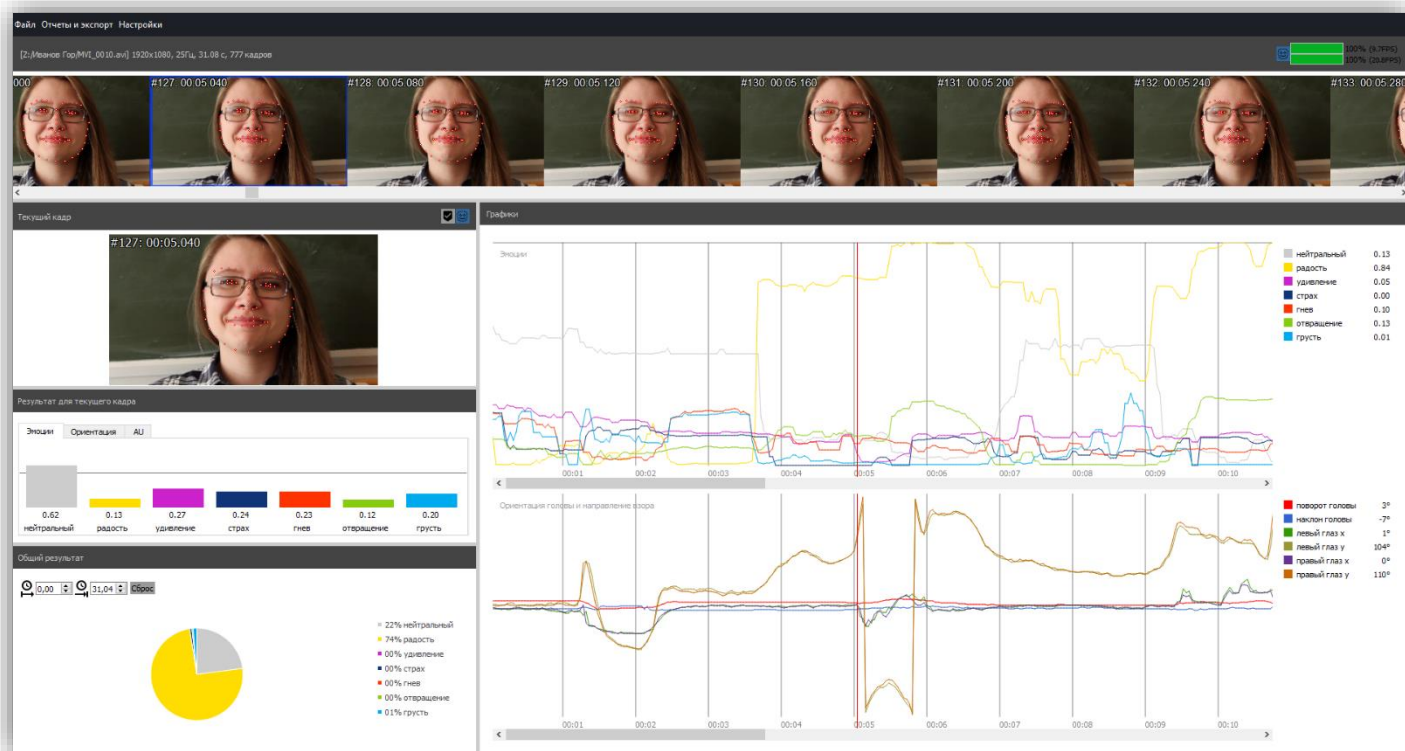 Файл Отчеты и экспорт Настройки
[Z:/Иванов Гор/MVI_0010.avi] 1920x1080, 25Гц, 31.08 с, 777 кадров
100% (9.7FPS)
100% (20.8FPS)
000
#127: 00:05.040
#128: 00:05.080
#129: 00:05.120
#130: 00:05.160
#131: 00:05.200
#132: 00:05.240
#133: 00:05.280
Текущий кадр
#127: 00:05.040
Результат для текущего кадра
Эмоции Ориентация AU
0.62 0.13 0.27 0.24 0.23 0.12 0.20
нейтральный радость удивление страх гнев отвращение грусть
Общий результат
0,00 31,04 Сброс
22% нейтральный
74% радость
00% удивление
00% страх
00% гнев
00% отвращение
01% грусть
Графики
Эмоции
нейтральный 0.13
радость 0.84
удивление 0.05
страх 0.00
гнев 0.10
отвращение 0.13
грусть 0.01
00:01 00:02 00:03 00:04 00:05 00:06 00:07 00:08 00:09 00:10
Ориентация головы и направление взора
поворот головы 3°
наклон головы -7°
левый глаз x 1°
левый глаз y 104°
правый глаз x 0°
правый глаз y 110°
00:01 00:02 00:03 00:04 00:05 00:06 00:07 00:08 00:09 00:10